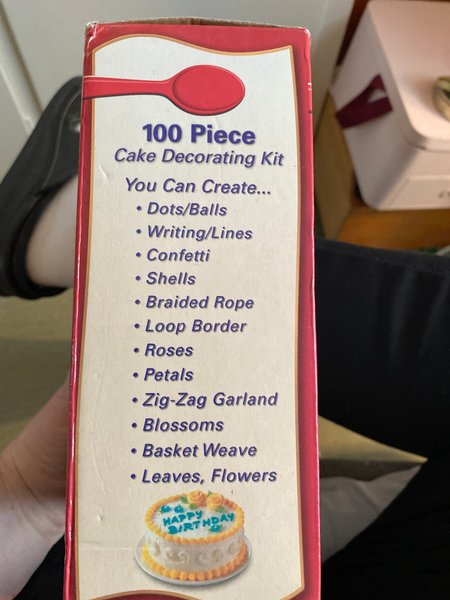 100 Piece
Cake Decorating Kit
You Can Create...
• Dots/Balls
• Writing/Lines
• Confetti
• Shells
• Braided Rope
• Loop Border
• Roses
• Petals
• Zig-Zag Garland
• Blossoms
• Basket Weave
• Leaves, Flowers
HAPPY
BIRTHDAY